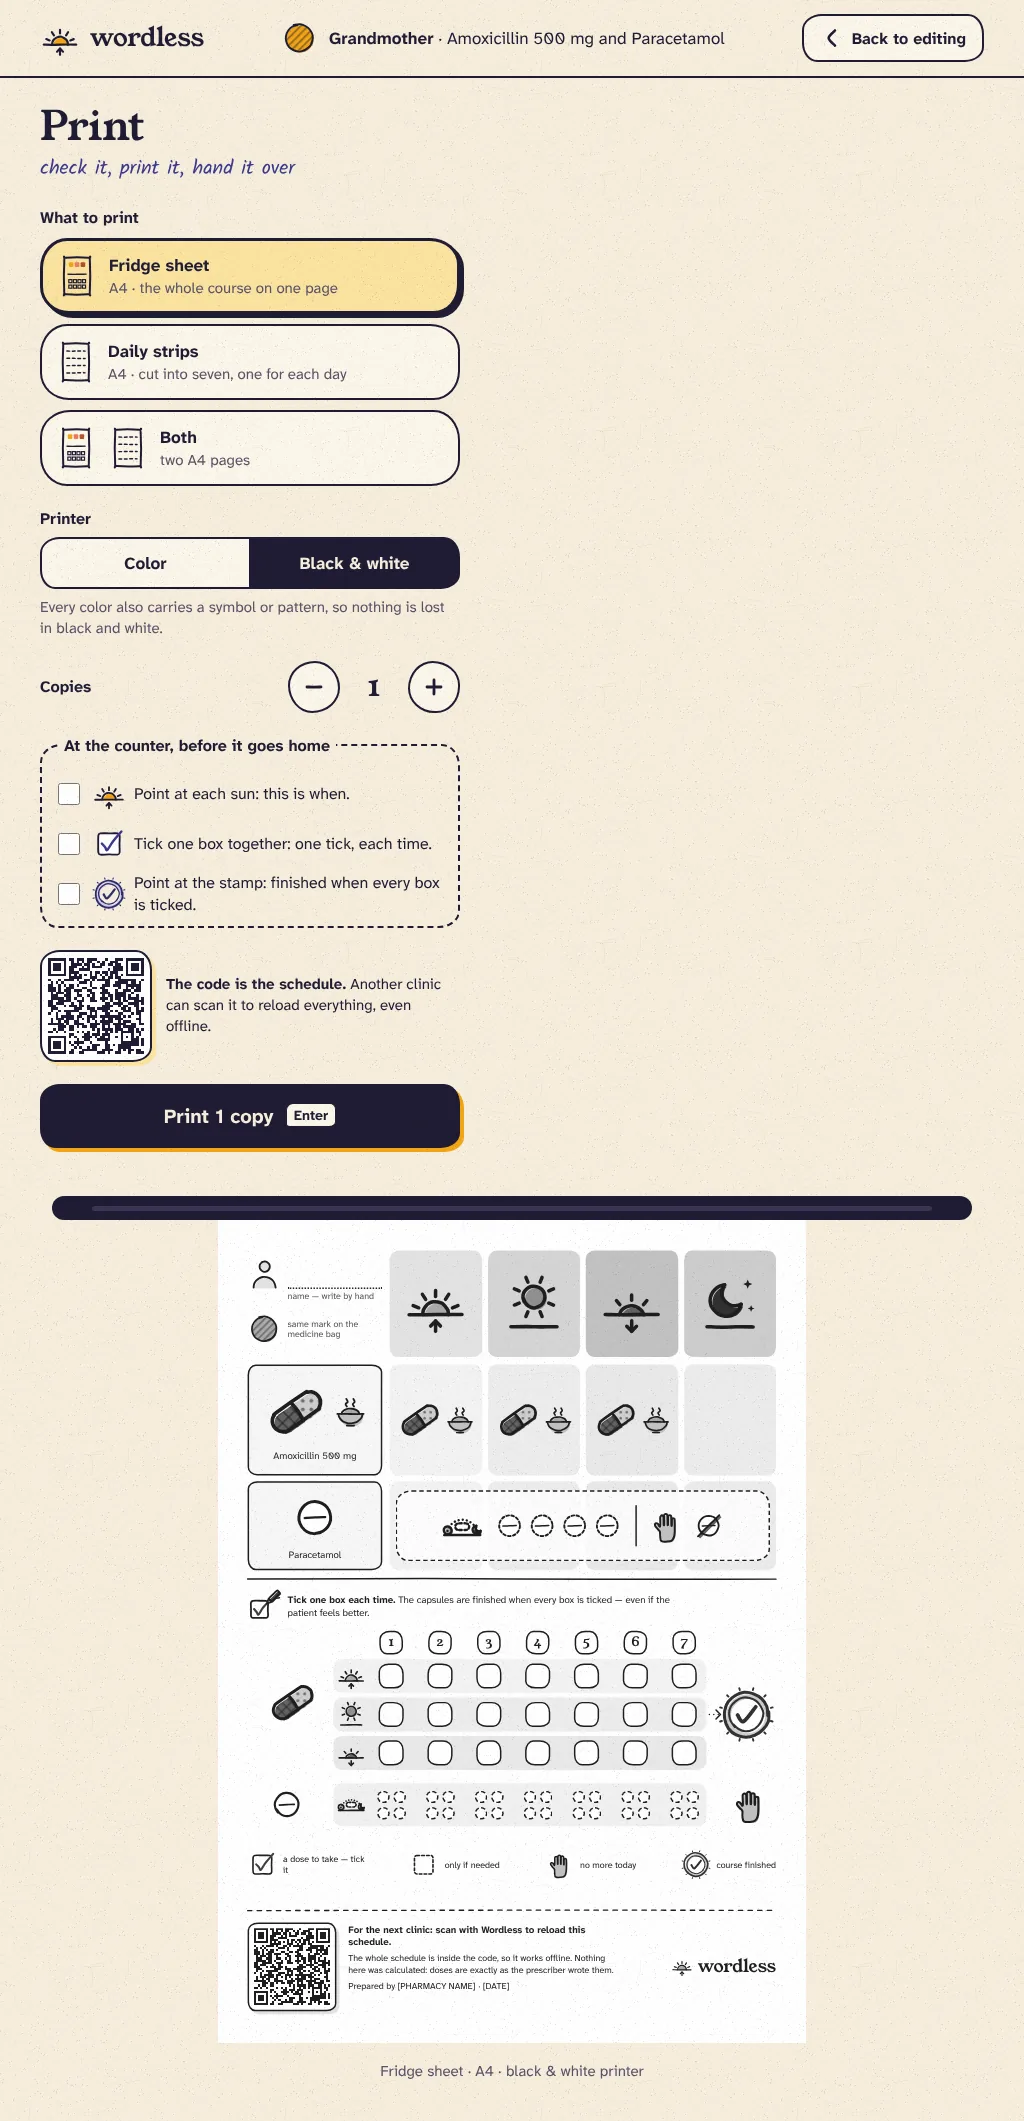 wordless
Grandmother · Amoxicillin 500 mg and Paracetamol
Back to editing
Print
check it, print it, hand it over
What to print
Fridge sheet
A4 · the whole course on one page
Daily strips
A4 · cut into seven, one for each day
Both
two A4 pages
Printer
Color
Black & white
Every color also carries a symbol or pattern, so nothing is lost
in black and white.
Copies
1
At the counter, before it goes home
Point at each sun: this is when.
Tick one box together: one tick, each time.
Point at the stamp: finished when every box
is ticked.
The code is the schedule. Another clinic
can scan it to reload everything, even
offline.
Print 1 copy
Enter
name — write by hand
same mark on the
medicine bag
Amoxicillin 500 mg
Paracetamol
Tick one box each time. The capsules are finished when every box is ticked — even if the
patient feels better.
1 2 3 4 5 6 7
a dose to take — tick
it
only if needed
no more today
course finished
For the next clinic: scan with Wordless to reload this
schedule.
The whole schedule is inside the code, so it works offline. Nothing
here was calculated: doses are exactly as the prescriber wrote them.
Prepared by [PHARMACY NAME] · [DATE]
wordless
Fridge sheet · A4 · black & white printer